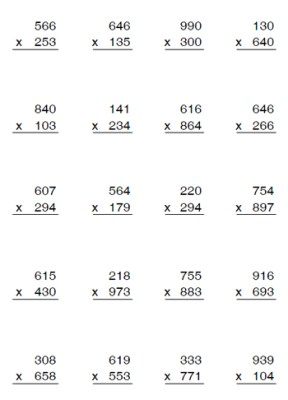 566 646 990 130
x 253 x 135 x 300 x 640
840 141 616 646
x 103 x 234 x 864 x 266
607 564 220 754
x 294 x 179 x 294 x 897
615 218 755 916
x 430 x 973 x 883 x 693
308 619 333 939
x 658 x 553 x 771 x 104